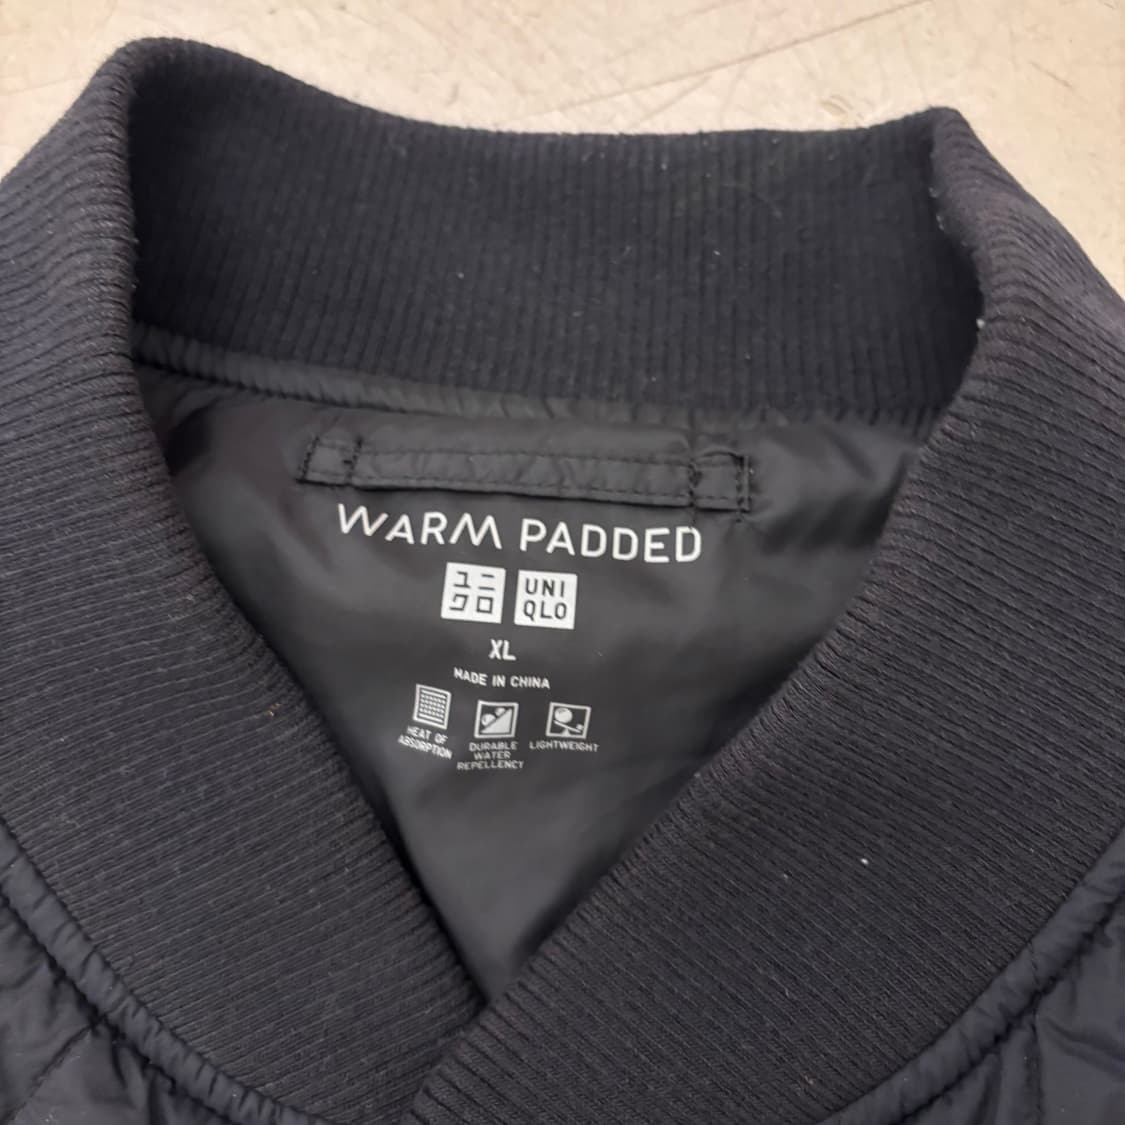 WARM PADDED
ユニ
クロ
UNI
QLO
XL
MADE IN CHINA
HEAT OF
ABSORPTION
DURABLE
WATER
REPELLENCY
LIGHTWEIGHT